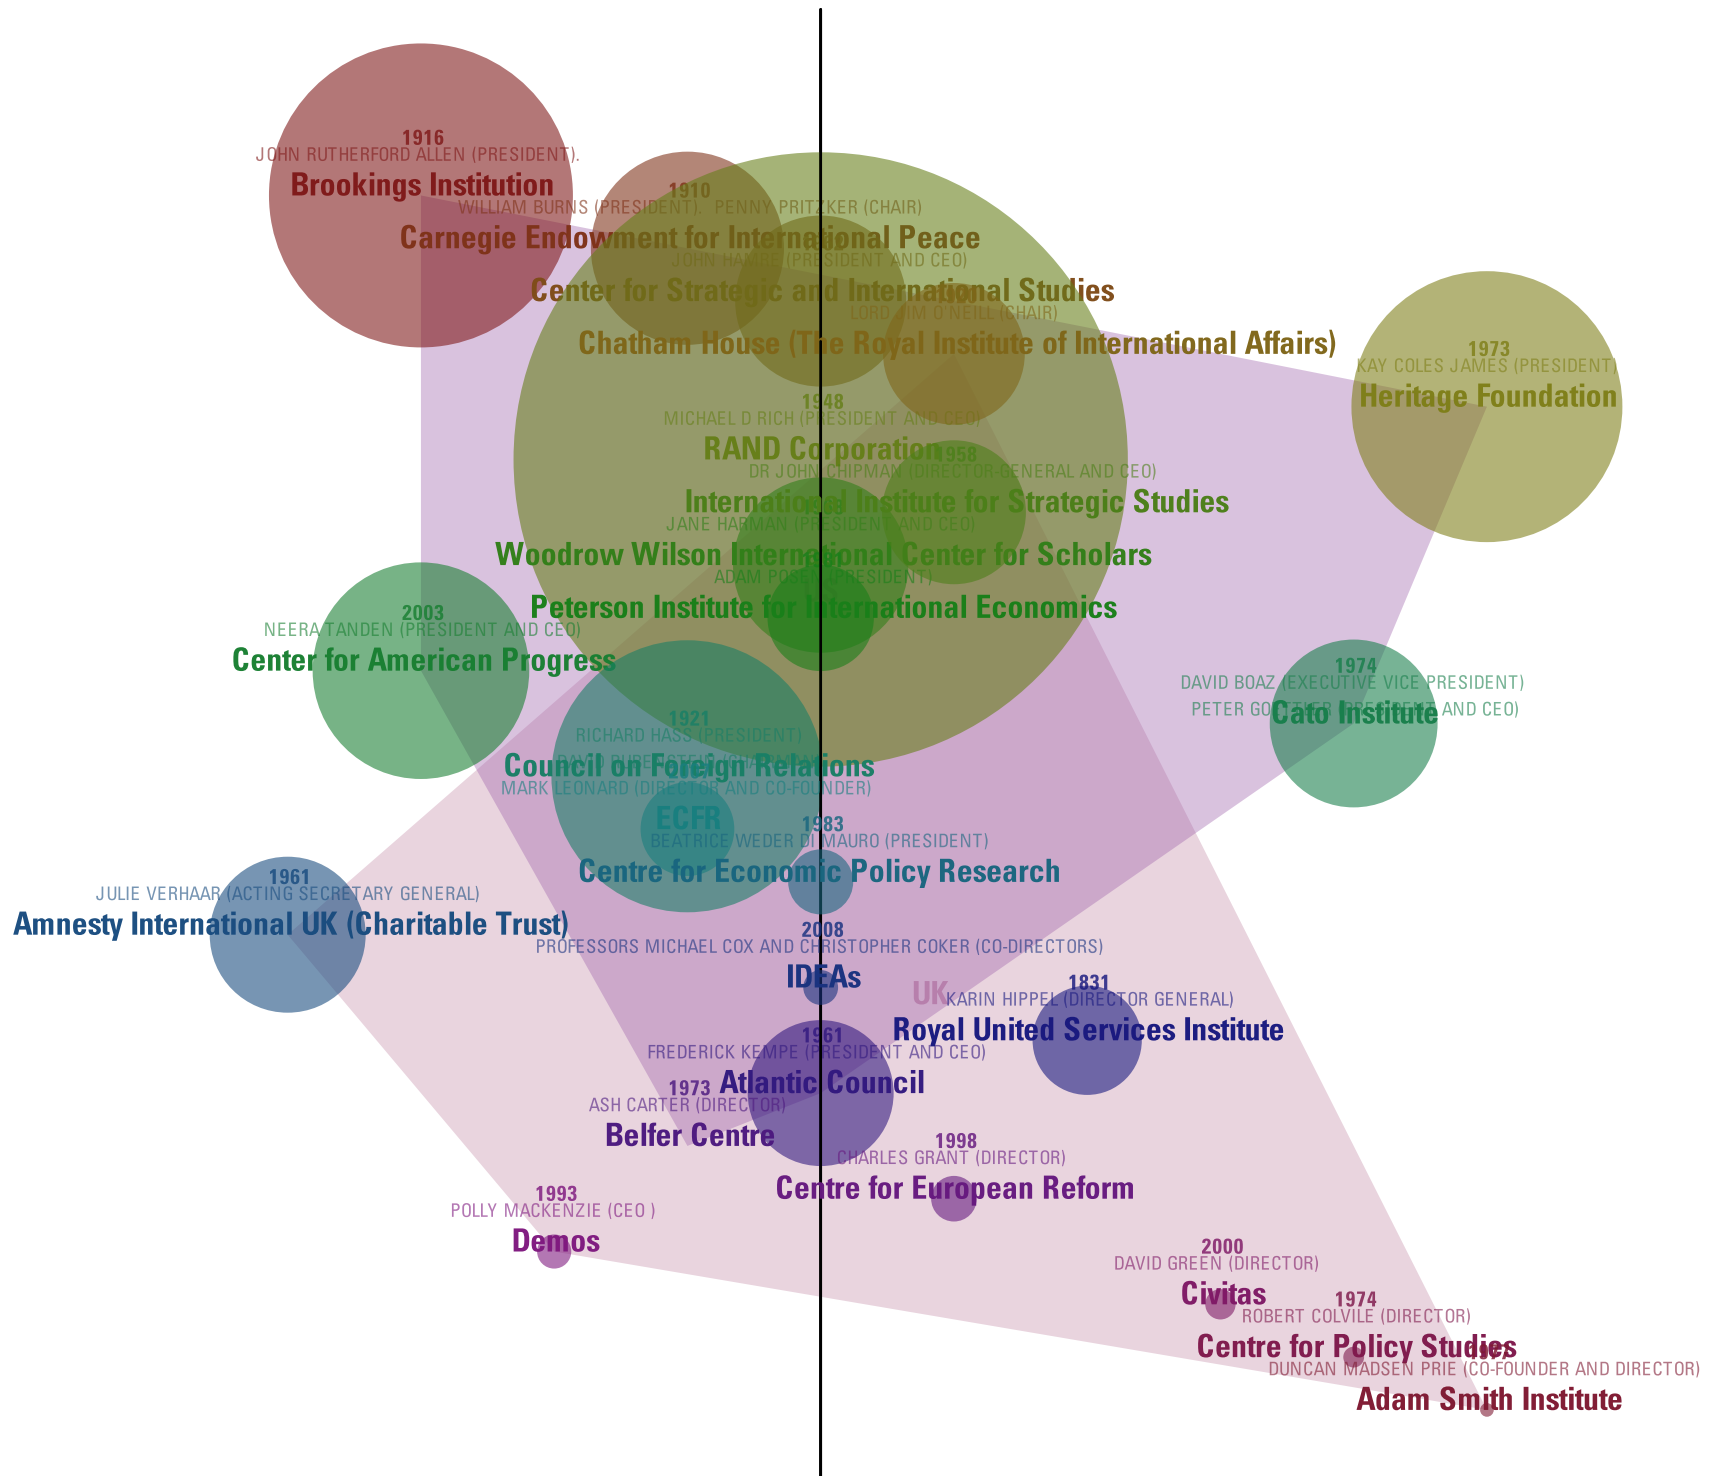 1916
JOHN RUTHERFORD ALLEN (PRESIDENT).
Brookings Institution
1910
WILLIAM BURNS (PRESIDENT). PENNY PRITZKER (CHAIR)
Carnegie Endowment for International Peace
JOHN HAMRE (PRESIDENT AND CEO)
Center for Strategic and International Studies
LORD JIM O'NEILL (CHAIR)
Chatham House (The Royal Institute of International Affairs)
1973
KAY COLES JAMES (PRESIDENT)
Heritage Foundation
1948
MICHAEL D RICH (PRESIDENT AND CEO)
RAND Corporation
1958
DR JOHN CHIPMAN (DIRECTOR-GENERAL AND CEO)
International Institute for Strategic Studies
JANE HARMAN (PRESIDENT AND CEO)
Woodrow Wilson International Center for Scholars
ADAM POSEN (PRESIDENT)
Peterson Institute for International Economics
2003
NEERA TANDEN (PRESIDENT AND CEO)
Center for American Progress
1974
DAVID BOAZ (EXECUTIVE VICE PRESIDENT)
PETER GOETTLER (PRESIDENT AND CEO)
Cato Institute
1921
RICHARD HASS (PRESIDENT)
DAVID RUBENSTEIN (CHAIRMAN)
Council on Foreign Relations
MARK LEONARD (DIRECTOR AND CO-FOUNDER)
ECFR
1983
BEATRICE WEDER DI MAURO (PRESIDENT)
Centre for Economic Policy Research
1961
JULIE VERHAAR (ACTING SECRETARY GENERAL)
Amnesty International UK (Charitable Trust)
2008
PROFESSORS MICHAEL COX AND CHRISTOPHER COKER (CO-DIRECTORS)
IDEAs
UK
1831
KARIN HIPPEL (DIRECTOR GENERAL)
Royal United Services Institute
1961
FREDERICK KEMPE (PRESIDENT AND CEO)
Atlantic Council
1973
ASH CARTER (DIRECTOR)
Belfer Centre
1998
CHARLES GRANT (DIRECTOR)
Centre for European Reform
1993
POLLY MACKENZIE (CEO )
Demos
2000
DAVID GREEN (DIRECTOR)
Civitas
1974
ROBERT COLVILE (DIRECTOR)
Centre for Policy Studies
1977
DUNCAN MADSEN PRIE (CO-FOUNDER AND DIRECTOR)
Adam Smith Institute